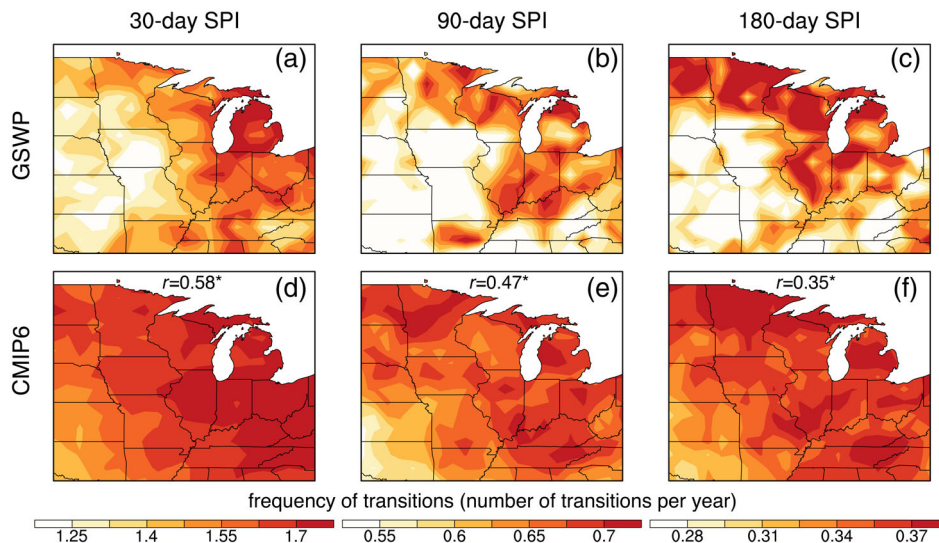 30-day SPI 90-day SPI 180-day SPI
GSWP
(a) (b) (c)
CMIP6
r=0.58* (d) r=0.47* (e) r=0.35* (f)
frequency of transitions (number of transitions per year)
1.25 1.4 1.55 1.7 0.55 0.6 0.65 0.7 0.28 0.31 0.34 0.37